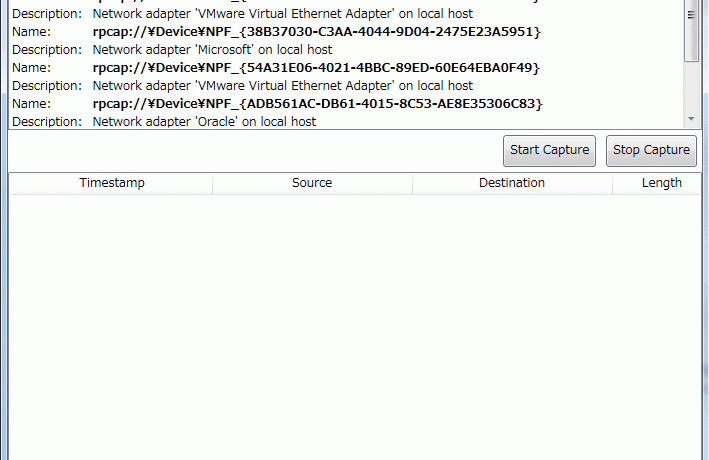 Description: Network adapter 'VMware Virtual Ethernet Adapter' on local host
Name: rpcap://¥Device¥NPF_{38B37030-C3AA-4044-9D04-2475E23A5951}
Description: Network adapter 'Microsoft' on local host
Name: rpcap://¥Device¥NPF_{54A31E06-4021-4BBC-89ED-60E64EBA0F49}
Description: Network adapter 'VMware Virtual Ethernet Adapter' on local host
Name: rpcap://¥Device¥NPF_{ADB561AC-DB61-4015-8C53-AE8E35306C83}
Description: Network adapter 'Oracle' on local host
Start Capture Stop Capture
Timestamp Source Destination Length